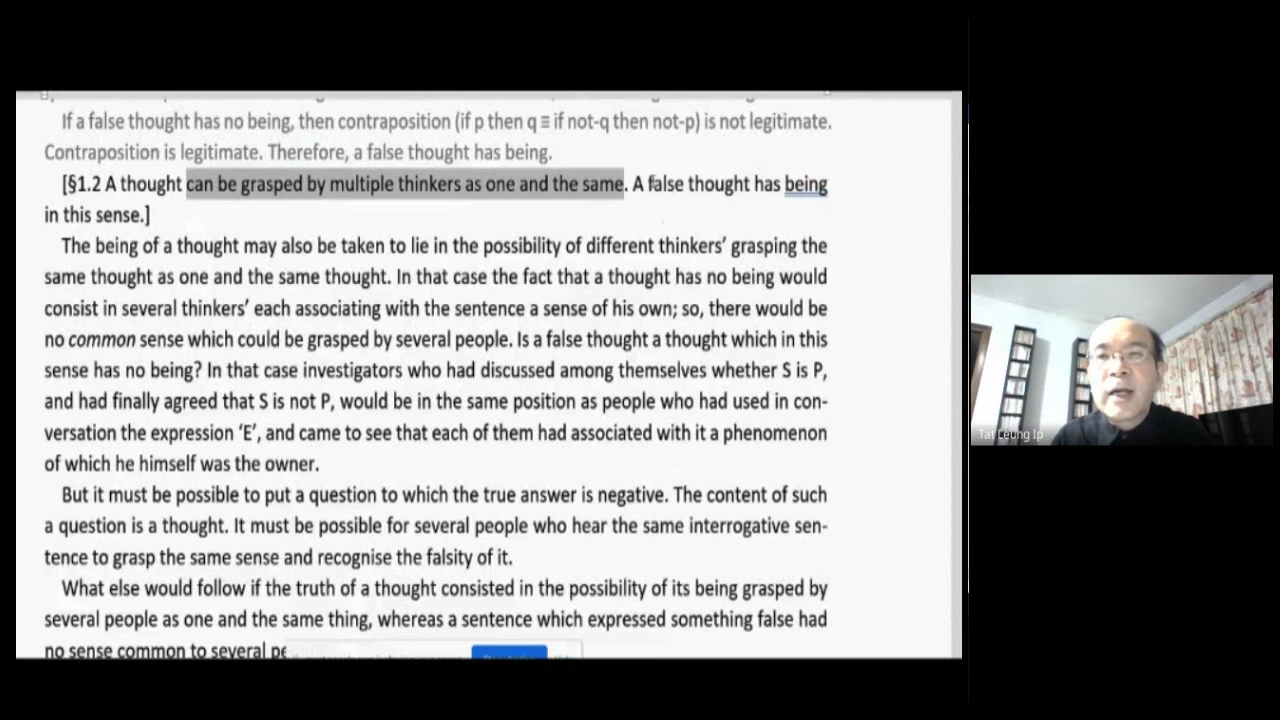 If a false thought has no being, then contraposition (if p then q ≡ if not-q then not-p) is not legitimate.
Contraposition is legitimate. Therefore, a false thought has being.
[§1.2 A thought can be grasped by multiple thinkers as one and the same. A false thought has being
in this sense.]
The being of a thought may also be taken to lie in the possibility of different thinkers’ grasping the
same thought as one and the same thought. In that case the fact that a thought has no being would
consist in several thinkers’ each associating with the sentence a sense of his own; so, there would be
no common sense which could be grasped by several people. Is a false thought a thought which in this
sense has no being? In that case investigators who had discussed among themselves whether S is P,
and had finally agreed that S is not P, would be in the same position as people who had used in con-
versation the expression ‘E’, and came to see that each of them had associated with it a phenomenon
of which he himself was the owner.
But it must be possible to put a question to which the true answer is negative. The content of such
a question is a thought. It must be possible for several people who hear the same interrogative sen-
tence to grasp the same sense and recognise the falsity of it.
What else would follow if the truth of a thought consisted in the possibility of its being grasped by
several people as one and the same thing, whereas a sentence which expressed something false had
no sense common to several
Tat Leung Ip